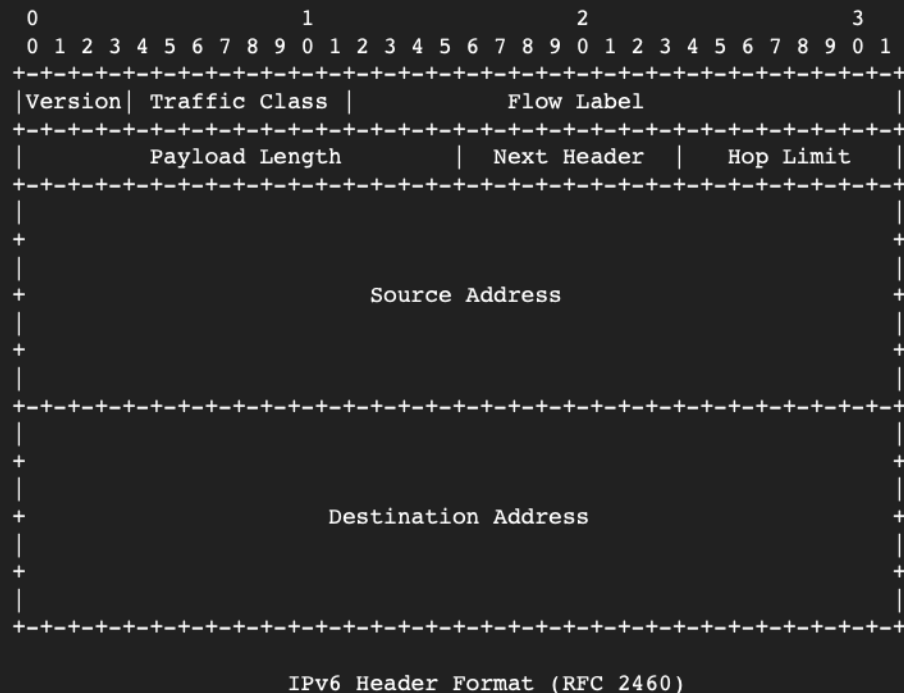 0                   1                   2                   3
 0 1 2 3 4 5 6 7 8 9 0 1 2 3 4 5 6 7 8 9 0 1 2 3 4 5 6 7 8 9 0 1
+-+-+-+-+-+-+-+-+-+-+-+-+-+-+-+-+-+-+-+-+-+-+-+-+-+-+-+-+-+-+-+-+
|Version| Traffic Class |           Flow Label                  |
+-+-+-+-+-+-+-+-+-+-+-+-+-+-+-+-+-+-+-+-+-+-+-+-+-+-+-+-+-+-+-+-+
|         Payload Length        |  Next Header  |   Hop Limit   |
+-+-+-+-+-+-+-+-+-+-+-+-+-+-+-+-+-+-+-+-+-+-+-+-+-+-+-+-+-+-+-+-+
|                                                               |
+                                                               +
|                                                               |
+                         Source Address                        +
|                                                               |
+                                                               +
|                                                               |
+-+-+-+-+-+-+-+-+-+-+-+-+-+-+-+-+-+-+-+-+-+-+-+-+-+-+-+-+-+-+-+-+
|                                                               |
+                                                               +
|                                                               |
+                      Destination Address                      +
|                                                               |
+                                                               +
|                                                               |
+-+-+-+-+-+-+-+-+-+-+-+-+-+-+-+-+-+-+-+-+-+-+-+-+-+-+-+-+-+-+-+-+
                    IPv6 Header Format (RFC 2460)